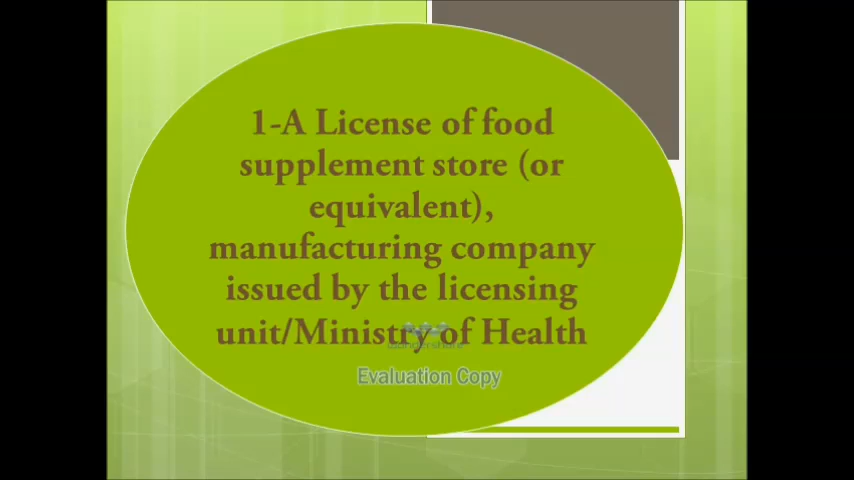 1-A License of food
supplement store (or
equivalent),
manufacturing company
issued by the licensing
unit/Ministry of Health
Evaluation Copy